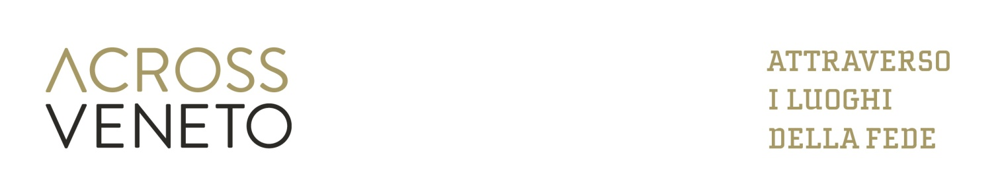 ACROSS
VENETO
ATTRAVERSO
I LUOGHI
DELLA FEDE